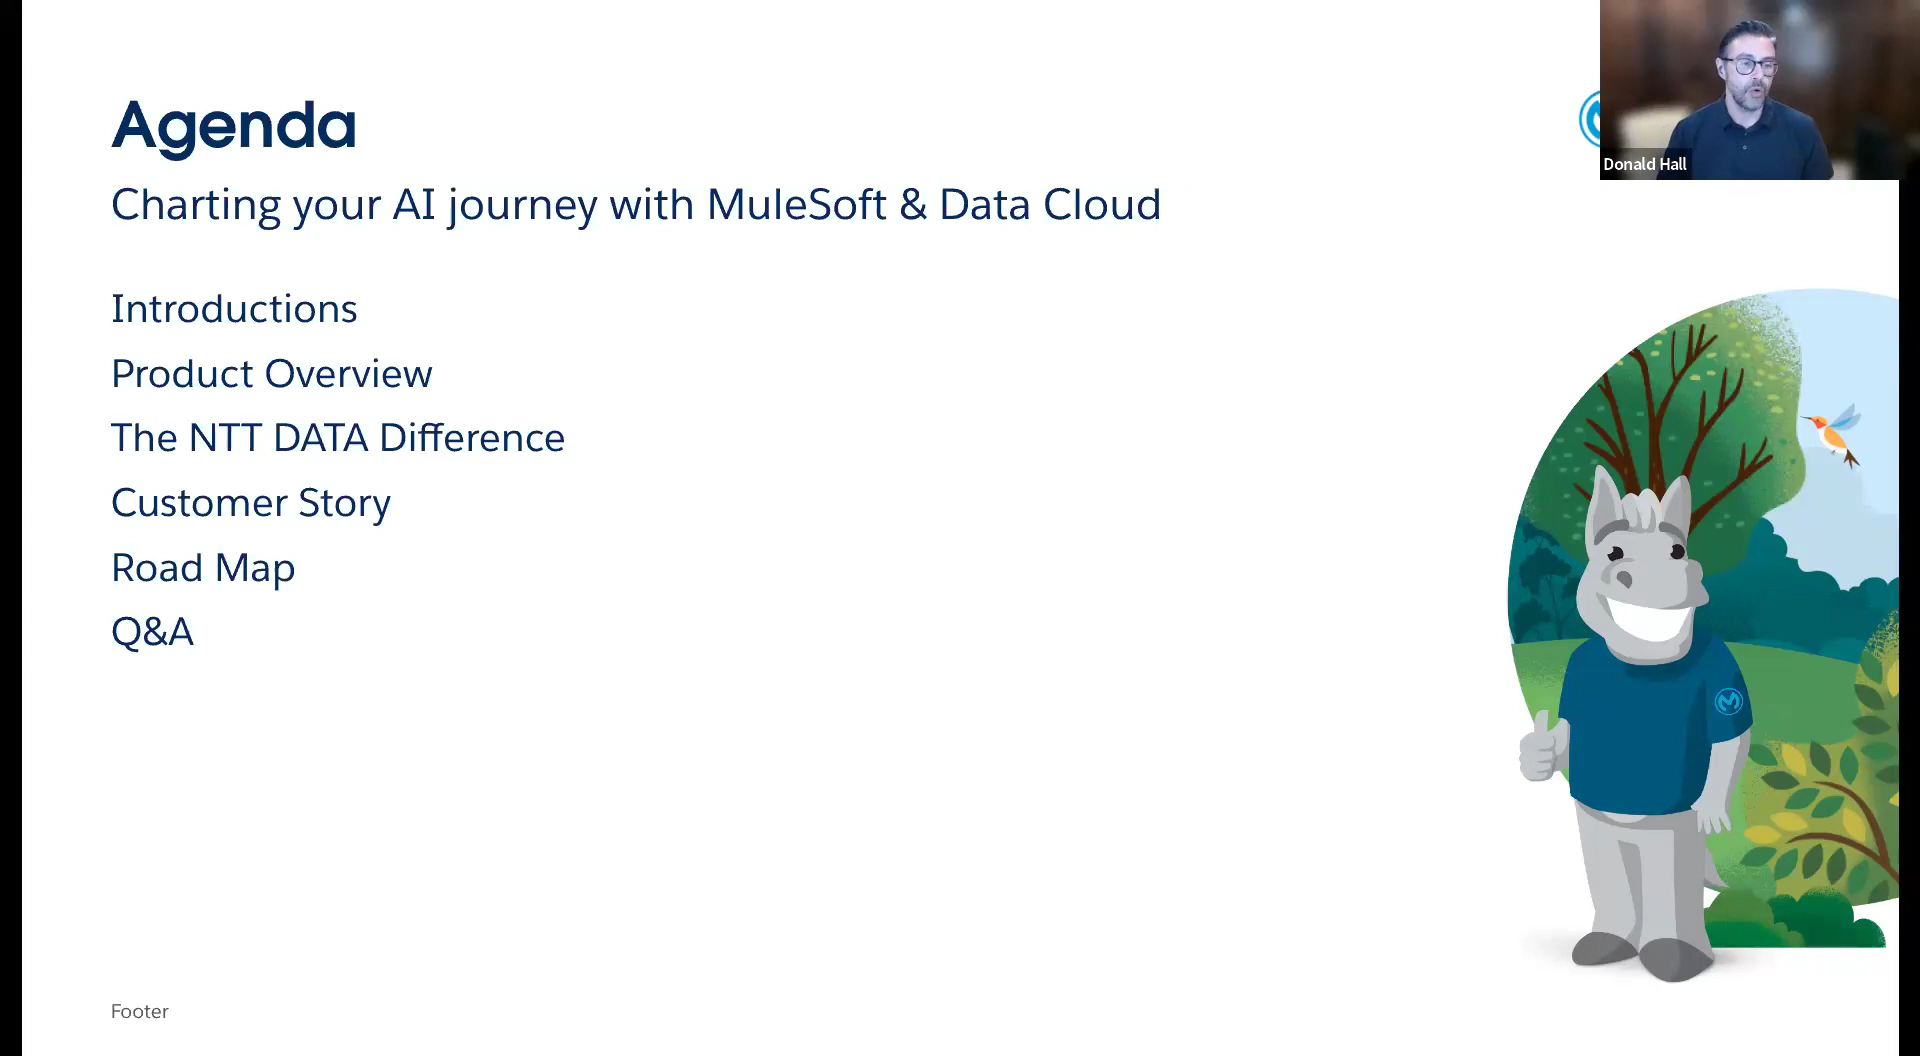 Agenda
Charting your AI journey with MuleSoft & Data Cloud
Introductions
Product Overview
The NTT DATA Difference
Customer Story
Road Map
Q&A
Footer
Donald Hall